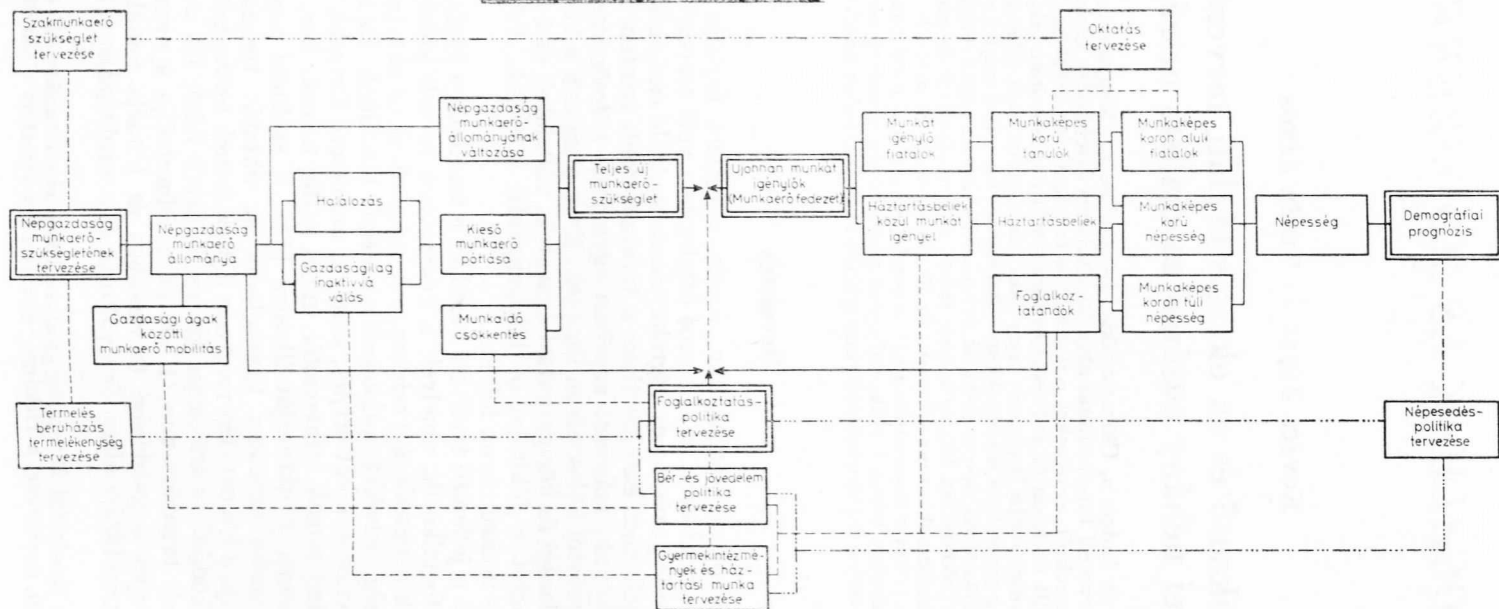 Szakmunkaerő
szükséglet
tervezése
Oktatás
tervezése
Népgazdaság
munkaerő-
állományának
változása
Munkát
igénylő
fiatalok
Munkaképes
korú
tanulók
Munkaképes
koron aluli
fiatalok
Teljes új
munkaerő-
szükséglet
Ujonnan munkát
igénylők
(Munkaerőfedezet)
Halálozás
Népgazdaság
munkaerő-
szükségletének
tervezése
Népgazdaság
munkaerő
állománya
Kieső
munkaerő
pótlása
Háztartásbeliek
közül munkát
igényel
Háztartásbeliek
Munkaképes
korú
népesség
Népesség
Demográfiai
prognózis
Gazdaságilag
inaktívvá
válás
Gazdasági ágak
közötti
munkaerő mobilitás
Munkaidő
csökkentés
Foglalkoz-
tatandók
Munkaképes
koron túli
népesség
Termelés
beruházás
termelékenység
tervezése
Foglalkoztatás-
politika
tervezése
Népesedés-
politika
tervezése
Bér- és jövedelem
politika
tervezése
Gyermekintézmé-
nyek és ház-
tartási munka
tervezése